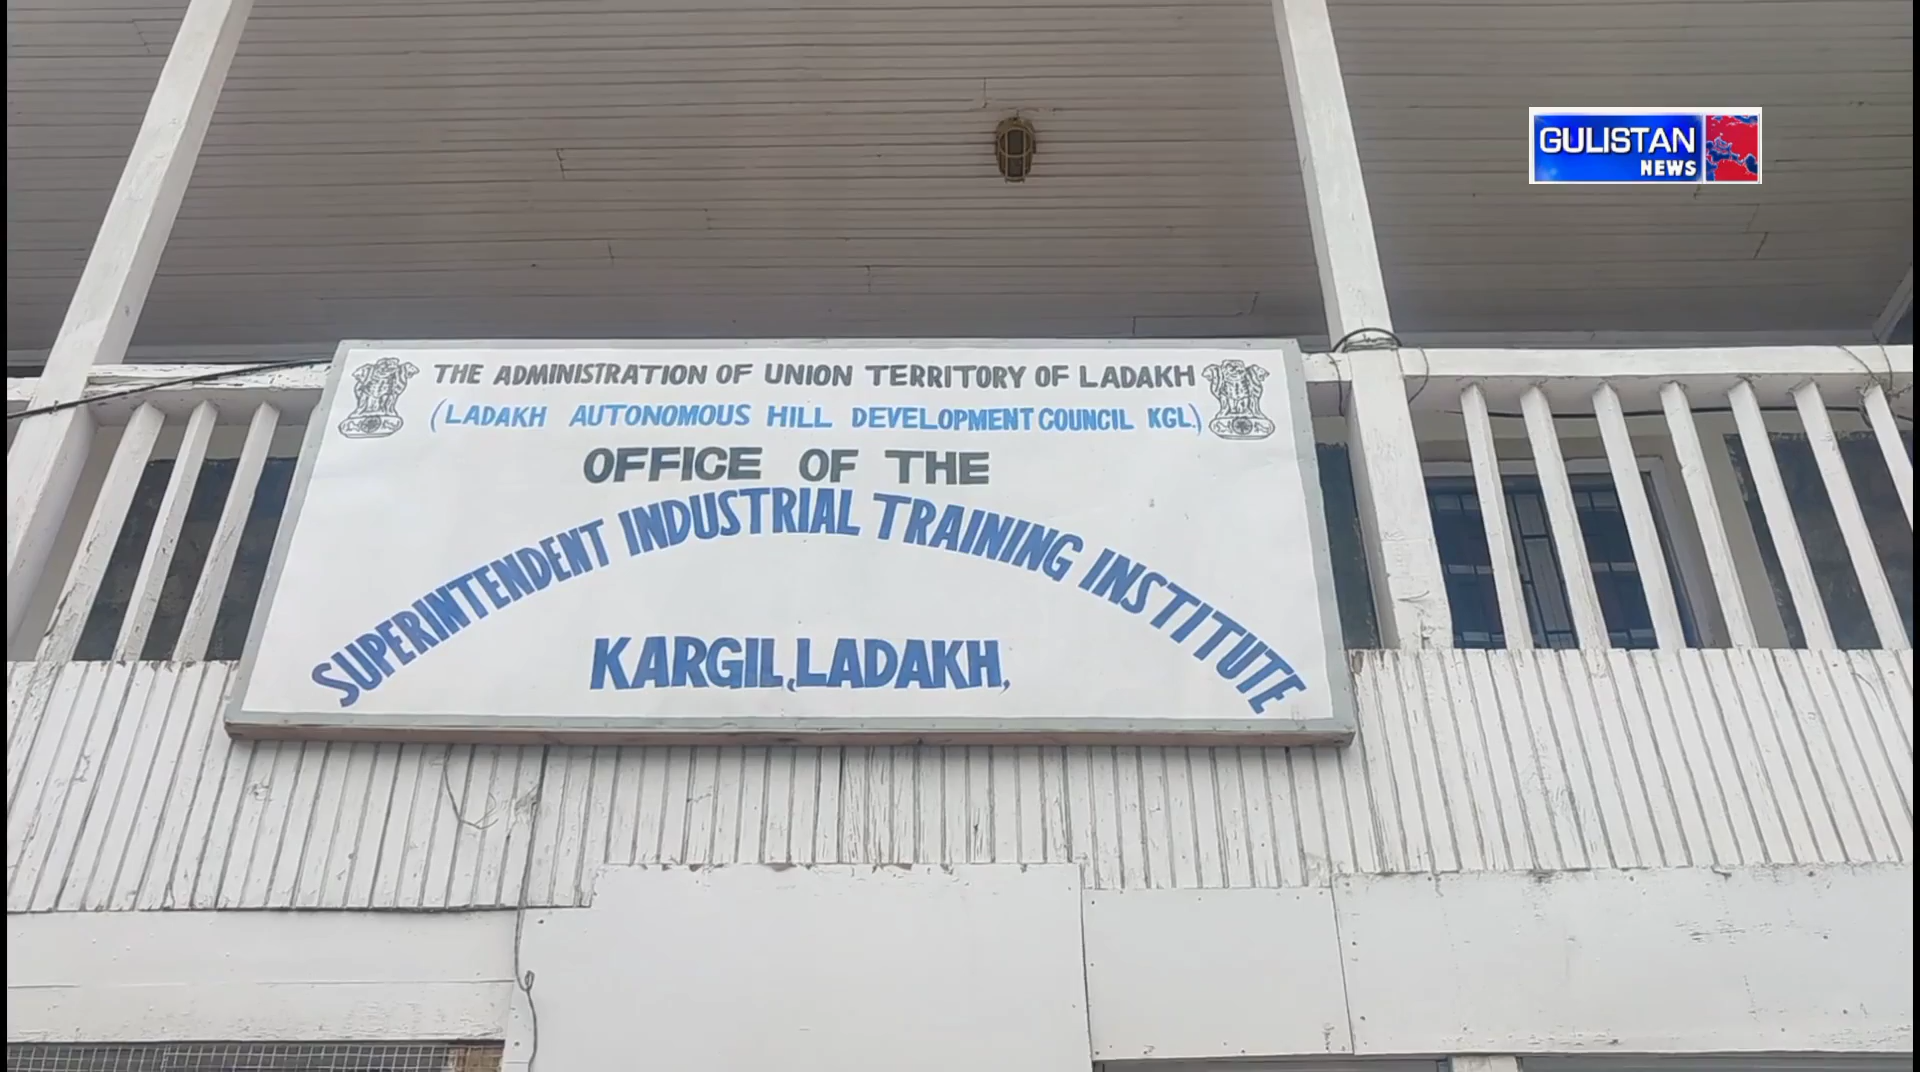 GULISTAN
NEWS
THE ADMINISTRATION OF UNION TERRITORY OF LADAKH
(LADAKH AUTONOMOUS HILL DEVELOPMENT COUNCIL KGL.)
OFFICE OF THE
SUPERINTENDENT INDUSTRIAL TRAINING INSTITUTE
KARGIL, LADAKH,